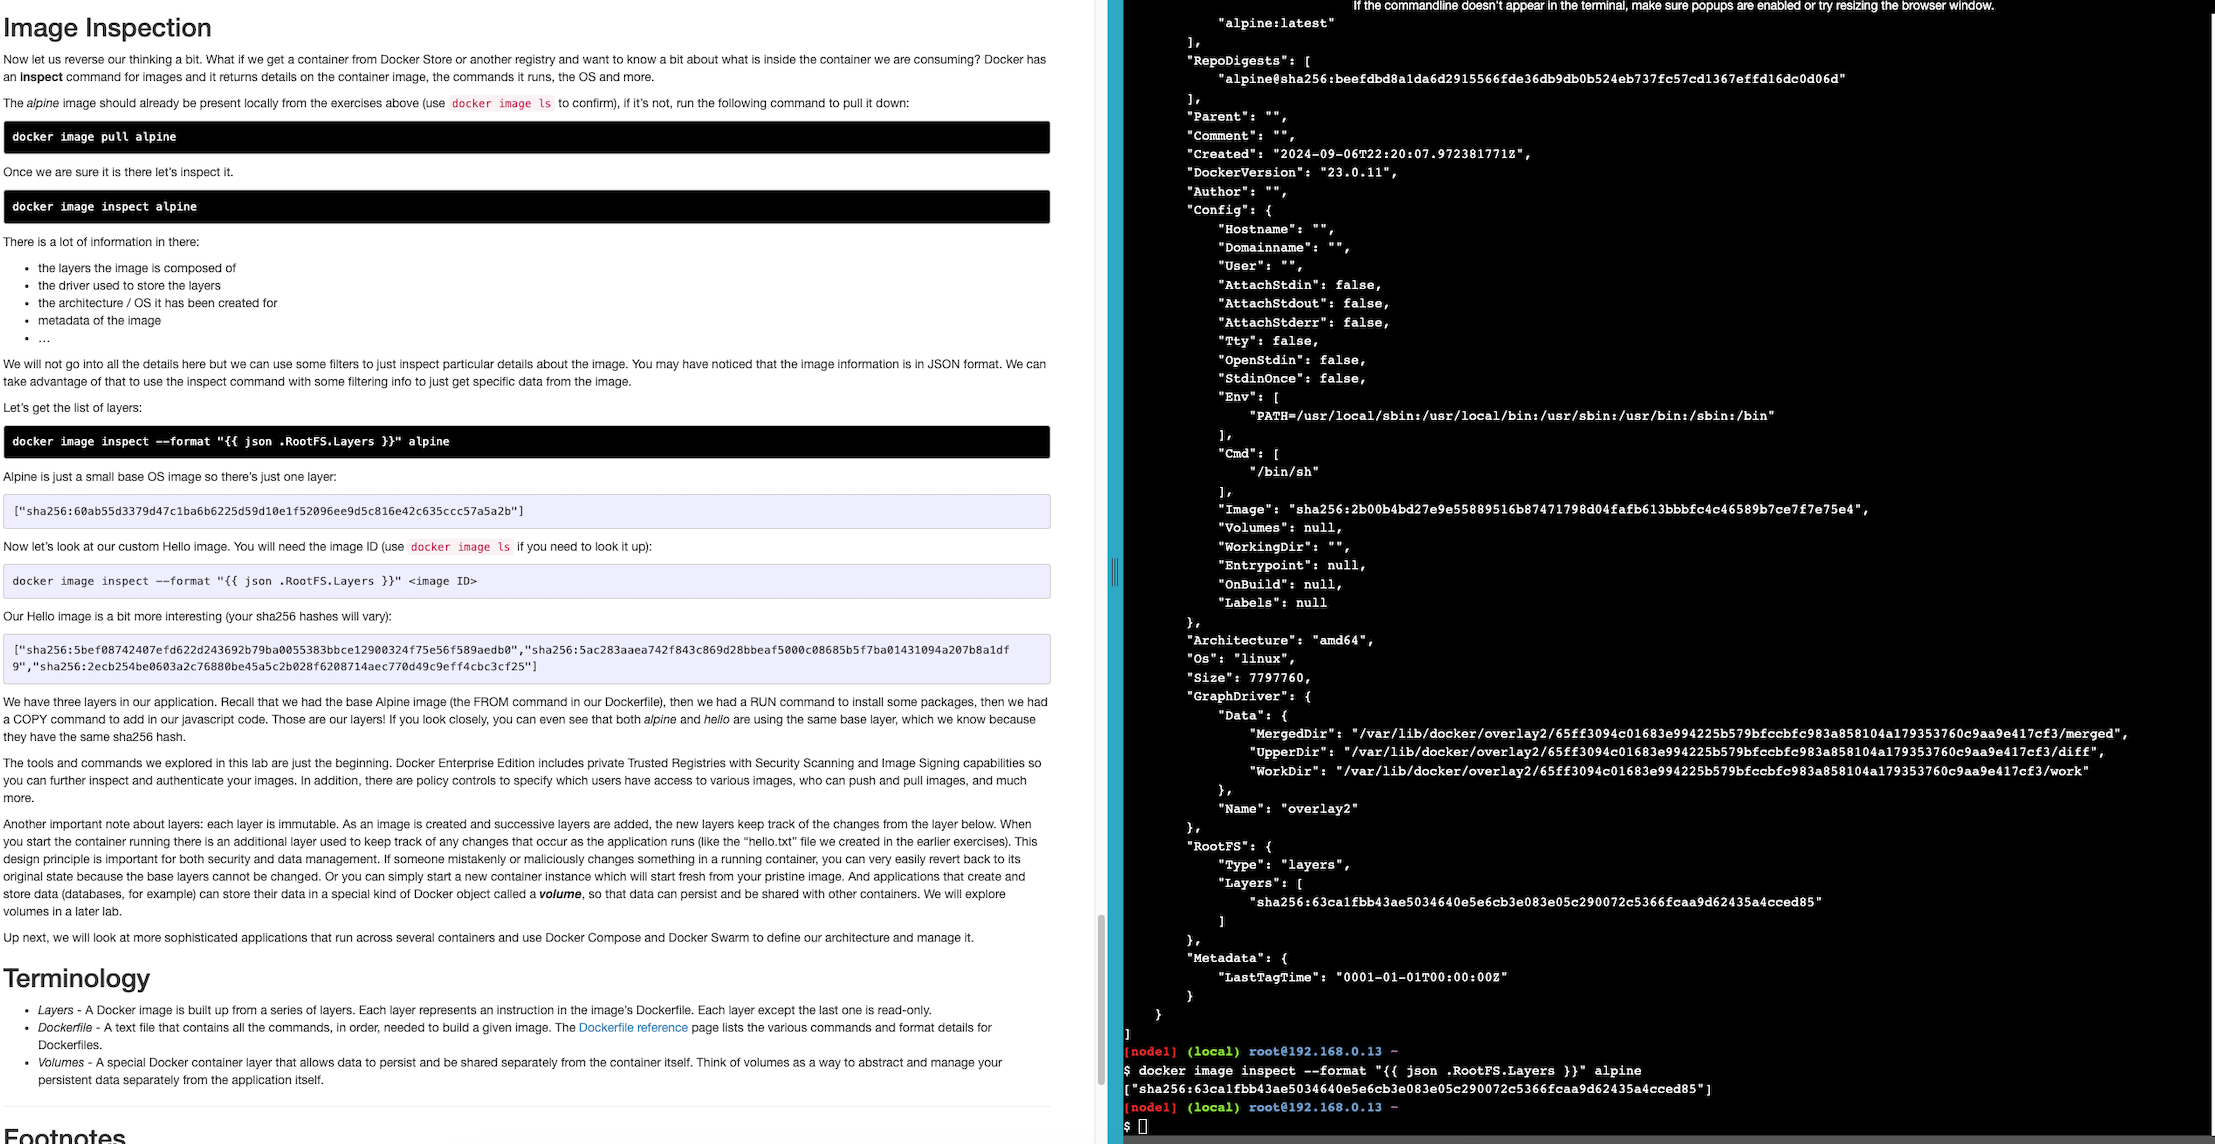 Image Inspection
Now let us reverse our thinking a bit. What if we get a container from Docker Store or another registry and want to know a bit about what is inside the container we are consuming? Docker has
an inspect command for images and it returns details on the container image, the commands it runs, the OS and more.
The alpine image should already be present locally from the exercises above (use docker image ls to confirm), if it's not, run the following command to pull it down:
docker image pull alpine
Once we are sure it is there let's inspect it.
docker image inspect alpine
There is a lot of information in there:
• the layers the image is composed of
• the driver used to store the layers
• the architecture / OS it has been created for
• metadata of the image
• …
We will not go into all the details here but we can use some filters to just inspect particular details about the image. You may have noticed that the image information is in JSON format. We can
take advantage of that to use the inspect command with some filtering info to just get specific data from the image.
Let's get the list of layers:
docker image inspect --format "{{ json .RootFS.Layers }}" alpine
Alpine is just a small base OS image so there's just one layer:
["sha256:60ab55d3379d47c1ba6b6225d59d10e1f52096ee9d5c816e42c635ccc57a5a2b"]
Now let's look at our custom Hello image. You will need the image ID (use docker image ls if you need to look it up):
docker image inspect --format "{{ json .RootFS.Layers }}" <image ID>
Our Hello image is a bit more interesting (your sha256 hashes will vary):
["sha256:5bef08742407efd622d243692b79ba0055383bbce12900324f75e56f589aedb0","sha256:5ac283aaea742f843c869d28bbeaf5000c08685b5f7ba01431094a207b8a1df
9","sha256:2ecb254be0603a2c76880be45a5c2b028f6208714aec770d49c9eff4cbc3cf25"]
We have three layers in our application. Recall that we had the base Alpine image (the FROM command in our Dockerfile), then we had a RUN command to install some packages, then we had
a COPY command to add in our javascript code. Those are our layers! If you look closely, you can even see that both alpine and hello are using the same base layer, which we know because
they have the same sha256 hash.
The tools and commands we explored in this lab are just the beginning. Docker Enterprise Edition includes private Trusted Registries with Security Scanning and Image Signing capabilities so
you can further inspect and authenticate your images. In addition, there are policy controls to specify which users have access to various images, who can push and pull images, and much
more.
Another important note about layers: each layer is immutable. As an image is created and successive layers are added, the new layers keep track of the changes from the layer below. When
you start the container running there is an additional layer used to keep track of any changes that occur as the application runs (like the "hello.txt" file we created in the earlier exercises). This
design principle is important for both security and data management. If someone mistakenly or maliciously changes something in a running container, you can very easily revert back to its
original state because the base layers cannot be changed. Or you can simply start a new container instance which will start fresh from your pristine image. And applications that create and
store data (databases, for example) can store their data in a special kind of Docker object called a volume, so that data can persist and be shared with other containers. We will explore
volumes in a later lab.
Up next, we will look at more sophisticated applications that run across several containers and use Docker Compose and Docker Swarm to define our architecture and manage it.
Terminology
• Layers - A Docker image is built up from a series of layers. Each layer represents an instruction in the image's Dockerfile. Each layer except the last one is read-only.
• Dockerfile - A text file that contains all the commands, in order, needed to build a given image. The Dockerfile reference page lists the various commands and format details for
Dockerfiles.
• Volumes - A special Docker container layer that allows data to persist and be shared separately from the container itself. Think of volumes as a way to abstract and manage your
persistent data separately from the application itself.
Footnotes
If the commandline doesn't appear in the terminal, make sure popups are enabled or try resizing the browser window.
"alpine:latest"
],
"RepoDigests": [
"alpine@sha256:beefdbd8a1da6d2915566fde36db9db0b524eb737fc57cd1367effd16dc0d06d"
],
"Parent": "",
"Comment": "",
"Created": "2024-09-06T22:20:07.972381771Z",
"DockerVersion": "23.0.11",
"Author": "",
"Config": {
"Hostname": "",
"Domainname": "",
"User": "",
"AttachStdin": false,
"AttachStdout": false,
"AttachStderr": false,
"Tty": false,
"OpenStdin": false,
"StdinOnce": false,
"Env": [
"PATH=/usr/local/sbin:/usr/local/bin:/usr/sbin:/usr/bin:/sbin:/bin"
],
"Cmd": [
"/bin/sh"
],
"Image": "sha256:2b00b4bd27e9e55889516b87471798d04fafb613bbbfc4c46589b7ce7f7e75e4",
"Volumes": null,
"WorkingDir": "",
"Entrypoint": null,
"OnBuild": null,
"Labels": null
},
"Architecture": "amd64",
"Os": "linux",
"Size": 7797760,
"GraphDriver": {
"Data": {
"MergedDir": "/var/lib/docker/overlay2/65ff3094c01683e994225b579bfccbfc983a858104a179353760c9aa9e417cf3/merged",
"UpperDir": "/var/lib/docker/overlay2/65ff3094c01683e994225b579bfccbfc983a858104a179353760c9aa9e417cf3/diff",
"WorkDir": "/var/lib/docker/overlay2/65ff3094c01683e994225b579bfccbfc983a858104a179353760c9aa9e417cf3/work"
},
"Name": "overlay2"
},
"RootFS": {
"Type": "layers",
"Layers": [
"sha256:63ca1fbb43ae5034640e5e6cb3e083e05c290072c5366fcaa9d62435a4cced85"
]
},
"Metadata": {
"LastTagTime": "0001-01-01T00:00:00Z"
}
}
]
[node1] (local) root@192.168.0.13 ~
$ docker image inspect --format "{{ json .RootFS.Layers }}" alpine
["sha256:63ca1fbb43ae5034640e5e6cb3e083e05c290072c5366fcaa9d62435a4cced85"]
[node1] (local) root@192.168.0.13 ~
$